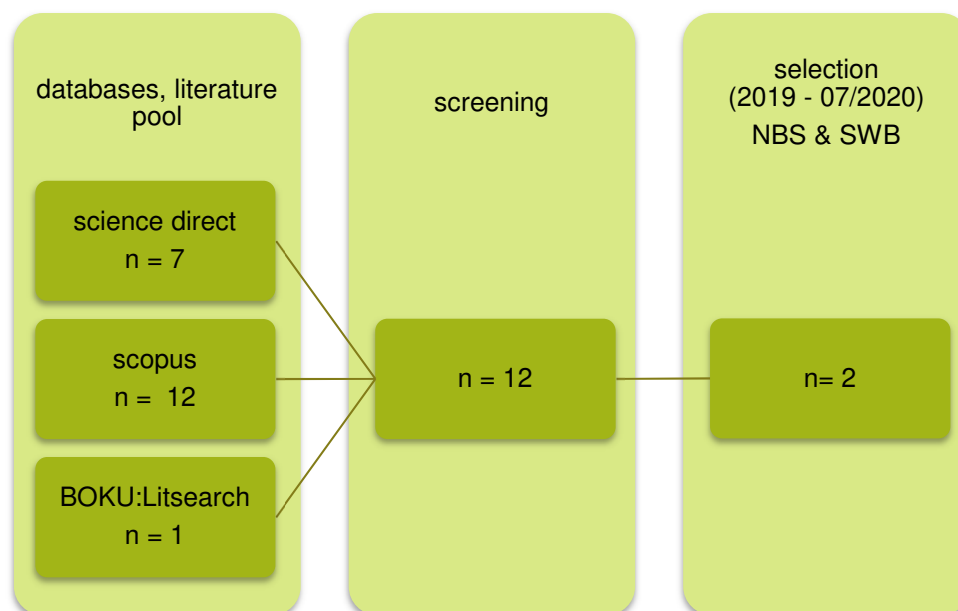 databases, literature
pool
science direct
n = 7
scopus
n =  12
BOKU:Litsearch
n = 1
screening
n = 12
selection
(2019 - 07/2020)
NBS & SWB
n= 2